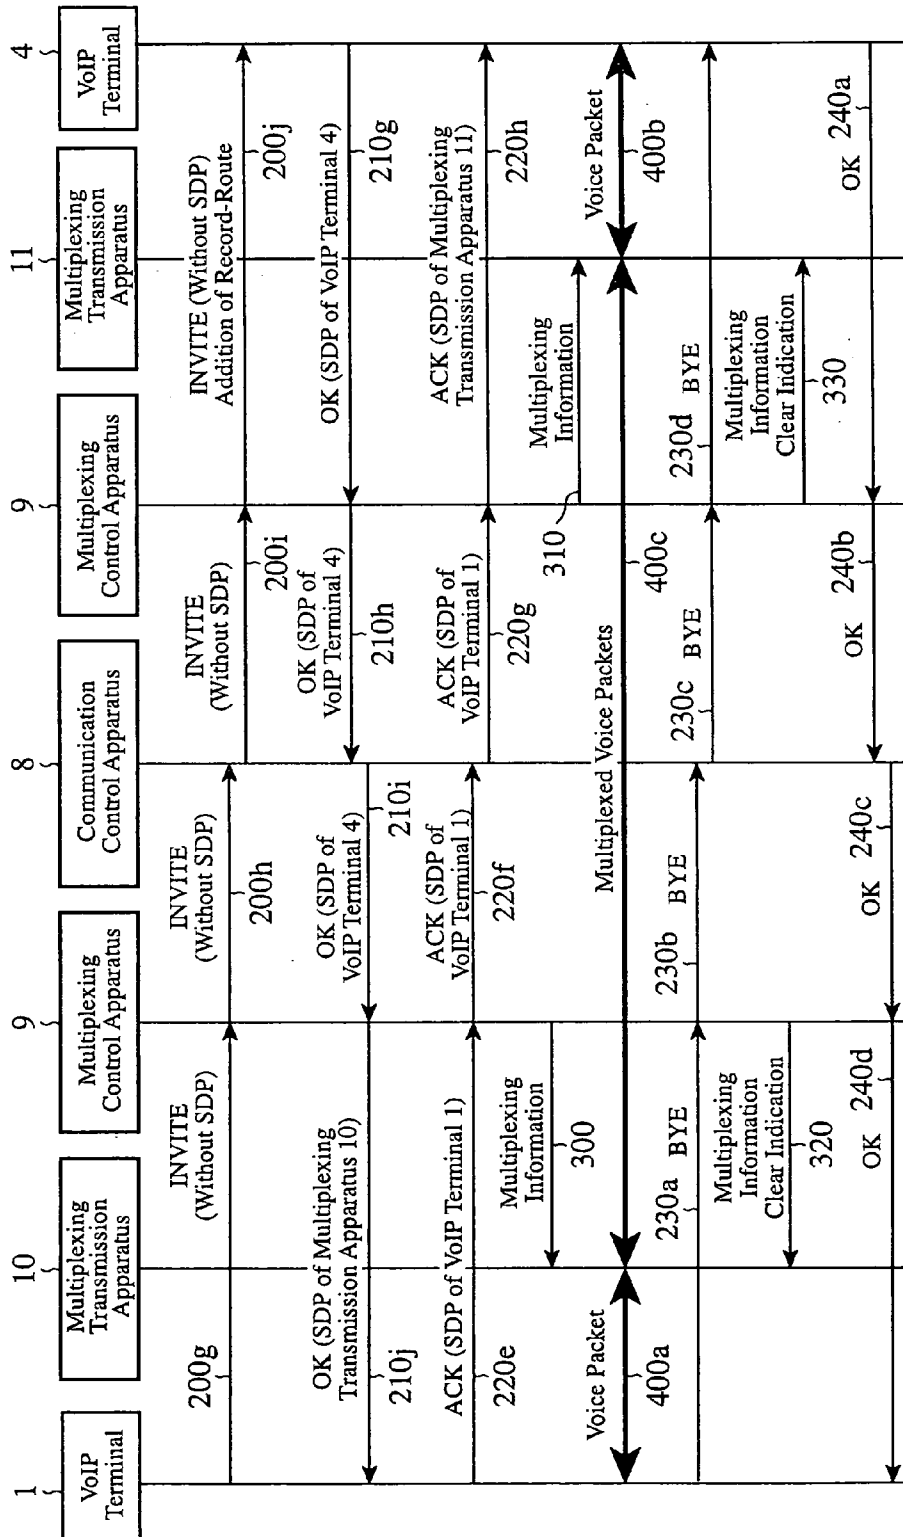 1
VoIP
Terminal
10
Multiplexing
Transmission
Apparatus
9
Multiplexing
Control Apparatus
8
Communication
Control Apparatus
9
Multiplexing
Control Apparatus
11
Multiplexing
Transmission
Apparatus
4
VoIP
Terminal
200g
INVITE
(Without SDP)
INVITE
(Without SDP)
200h
INVITE
(Without SDP)
200i
INVITE (Without SDP)
Addition of Record-Route
200j
OK (SDP of Multiplexing
Transmission Apparatus 10)
210j
OK (SDP of
VoIP Terminal 4)
210i
OK (SDP of
VoIP Terminal 4)
210h
OK (SDP of VoIP Terminal 4)
210g
ACK (SDP of VoIP Terminal 1)
220e
ACK (SDP of
VoIP Terminal 1)
220f
ACK (SDP of
VoIP Terminal 1)
220g
ACK (SDP of Multiplexing
Transmission Apparatus 11)
220h
Multiplexing
Information
300
Multiplexing
Information
310
Voice Packet
400a
Multiplexed Voice Packets
400c
Voice Packet
400b
230a BYE
230b BYE
230c BYE
230d BYE
Multiplexing
Information
Clear Indication
320
Multiplexing
Information
Clear Indication
330
OK 240d
OK 240c
OK 240b
OK 240a